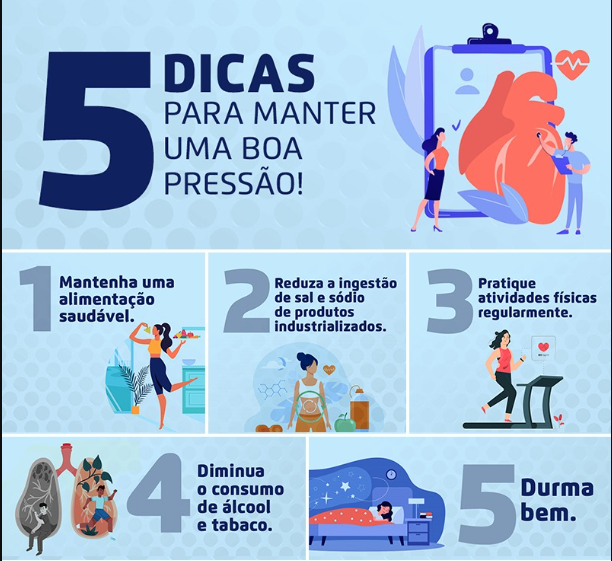 5 DICAS
PARA MANTER
UMA BOA
PRESSÃO!
1 Mantenha uma
alimentação
saudável.
2 Reduza a ingestão
de sal e sódio
de produtos
industrializados.
3 Pratique
atividades físicas
regularmente.
4 Diminua
o consumo
de álcool
e tabaco.
5 Durma
bem.